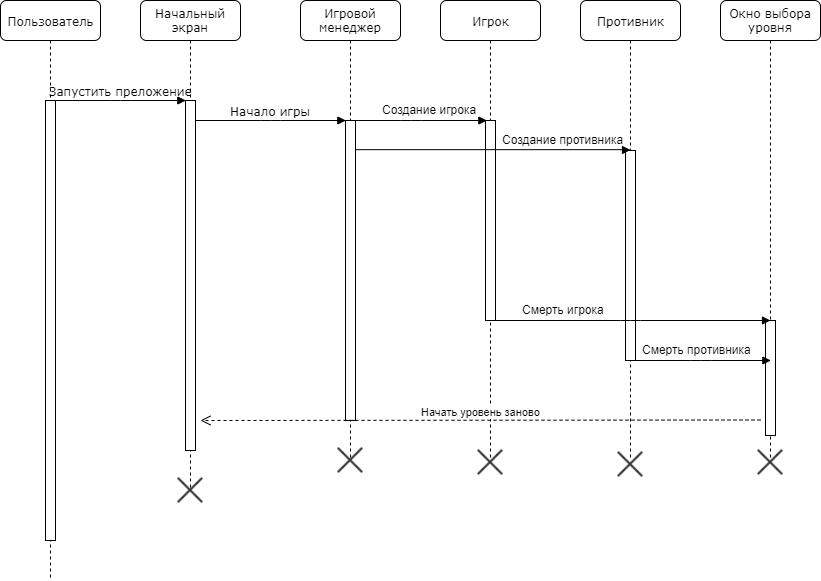 Пользователь
Начальный
экран
Игровой
менеджер
Игрок
Противник
Окно выбора
уровня
Запустить преложение
Начало игры
Создание игрока
Создание противника
Смерть игрока
Смерть противника
Начать уровень заново